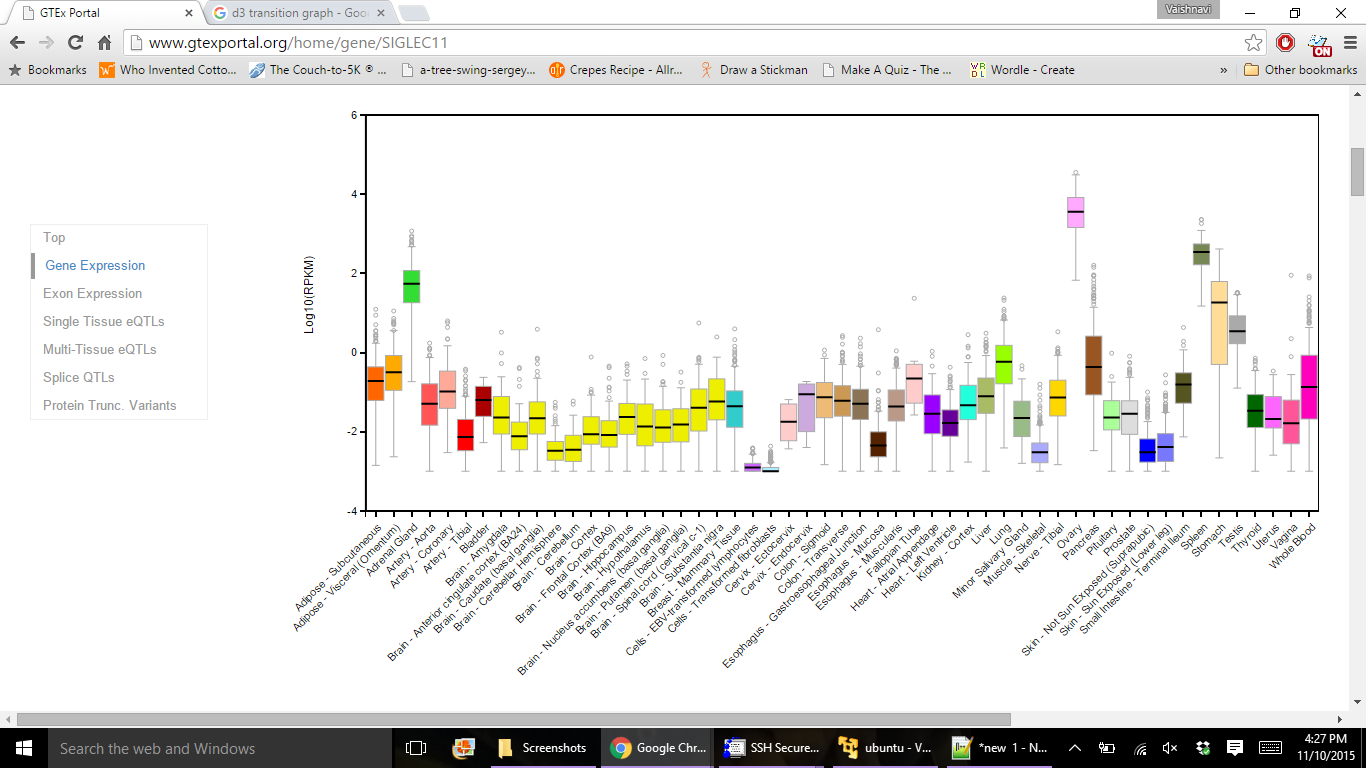 GTEx Portal
d3 transition graph - Goo
Vaishnavi
www.gtexportal.org/home/gene/SIGLEC11
ON
Bookmarks
Who Invented Cotto...
The Couch-to-5K ® ...
a-tree-swing-sergey...
Crepes Recipe - Allr...
Draw a Stickman
Make A Quiz - The ...
Wordle - Create
»
Other bookmarks
Top
Gene Expression
Exon Expression
Single Tissue eQTLs
Multi-Tissue eQTLs
Splice QTLs
Protein Trunc. Variants
Log10(RPKM)
6
4
2
0
-2
-4
Adipose - Subcutaneous
Adipose - Visceral (Omentum)
Adrenal Gland
Artery - Aorta
Artery - Coronary
Artery - Tibial
Bladder
Brain - Amygdala
Brain - Anterior cingulate cortex (BA24)
Brain - Caudate (basal ganglia)
Brain - Cerebellar Hemisphere
Brain - Cerebellum
Brain - Cortex
Brain - Frontal Cortex (BA9)
Brain - Hippocampus
Brain - Hypothalamus
Brain - Nucleus accumbens (basal ganglia)
Brain - Putamen (basal ganglia)
Brain - Spinal cord (cervical c-1)
Brain - Substantia nigra
Breast - Mammary Tissue
Cells - EBV-transformed lymphocytes
Cells - Transformed fibroblasts
Cervix - Ectocervix
Cervix - Endocervix
Colon - Sigmoid
Colon - Transverse
Esophagus - Gastroesophageal Junction
Esophagus - Mucosa
Esophagus - Muscularis
Fallopian Tube
Heart - Atrial Appendage
Heart - Left Ventricle
Kidney - Cortex
Liver
Lung
Minor Salivary Gland
Muscle - Skeletal
Nerve - Tibial
Ovary
Pancreas
Pituitary
Prostate
Skin - Not Sun Exposed (Suprapubic)
Skin - Sun Exposed (Lower leg)
Small Intestine - Terminal Ileum
Spleen
Stomach
Testis
Thyroid
Uterus
Vagina
Whole Blood
Search the web and Windows
Screenshots
Google Chr...
SSH Secure...
ubuntu - V...
*new 1 - N...
4:27 PM
11/10/2015